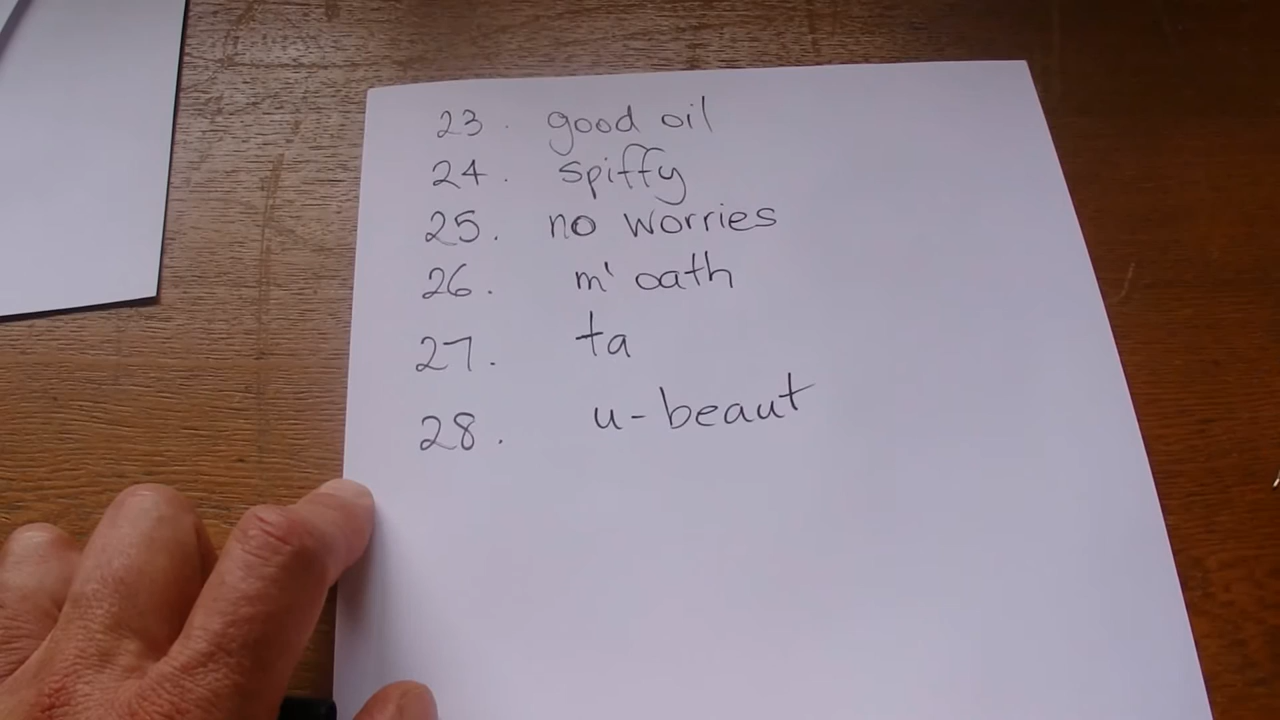 23. good oil
24. spiffy
25. no worries
26. m' oath
27. ta
28. u-beaut